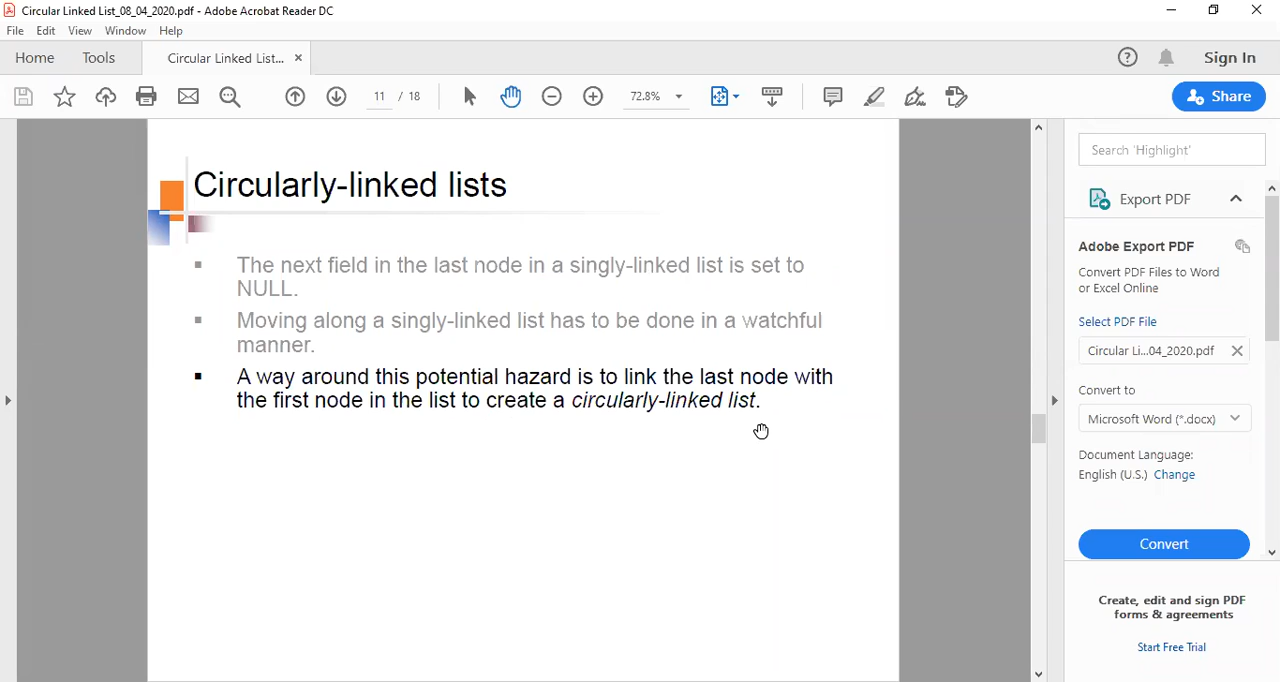 Circular Linked List_08_04_2020.pdf - Adobe Acrobat Reader DC
File Edit View Window Help
Home Tools Circular Linked List... ×
Sign In
11 / 18
72.8%
Share
Circularly-linked lists
▪ The next field in the last node in a singly-linked list is set to
NULL.
▪ Moving along a singly-linked list has to be done in a watchful
manner.
▪ A way around this potential hazard is to link the last node with
the first node in the list to create a circularly-linked list.
Search 'Highlight'
Export PDF
Adobe Export PDF
Convert PDF Files to Word
or Excel Online
Select PDF File
Circular Li...04_2020.pdf
Convert to
Microsoft Word (*.docx)
Document Language:
English (U.S.) Change
Convert
Create, edit and sign PDF
forms & agreements
Start Free Trial